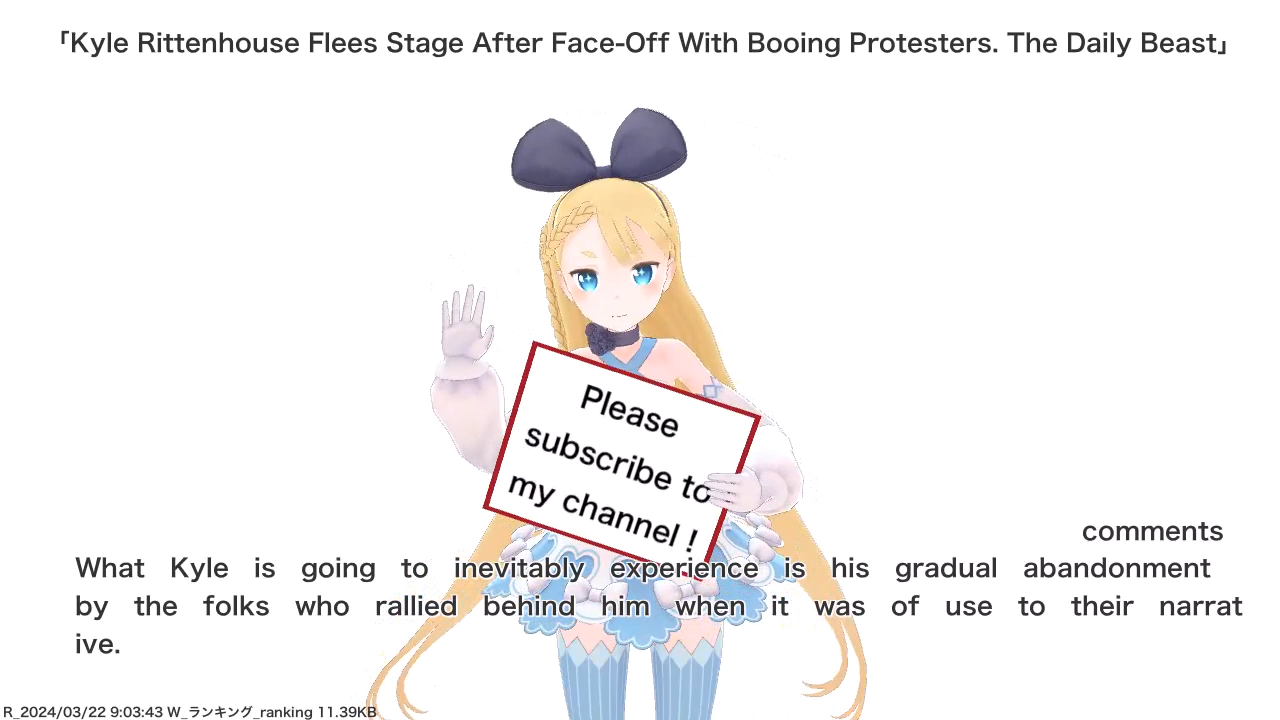 「Kyle Rittenhouse Flees Stage After Face-Off With Booing Protesters. The Daily Beast」
Please
subscribe to
my channel !
comments
What Kyle is going to inevitably experience is his gradual abandonment
by the folks who rallied behind him when it was of use to their narrat
ive.
R_2024/03/22 9:03:43 W_ランキング_ranking 11.39KB